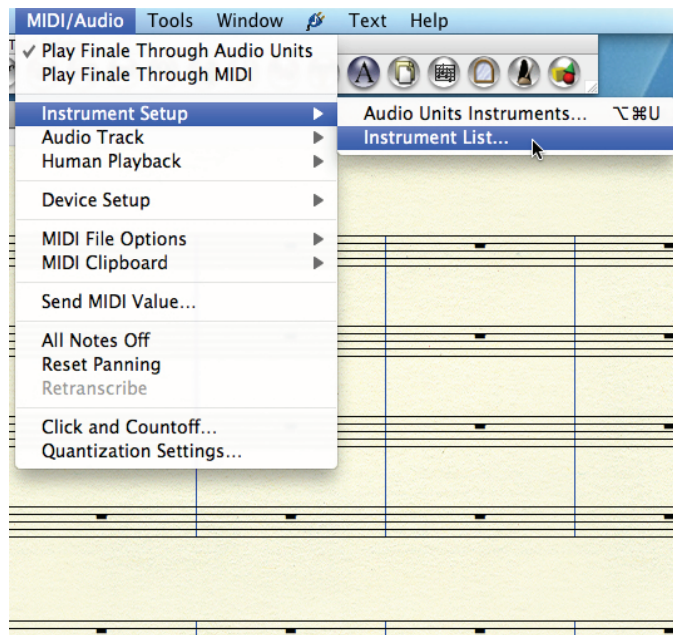 MIDI/Audio Tools Window Text Help
✓ Play Finale Through Audio Units
Play Finale Through MIDI
Instrument Setup ▶
Audio Units Instruments... ⌥⌘U
Instrument List...
Audio Track ▶
Human Playback ▶
Device Setup ▶
MIDI File Options ▶
MIDI Clipboard ▶
Send MIDI Value...
All Notes Off
Reset Panning
Retranscribe
Click and Countoff...
Quantization Settings...